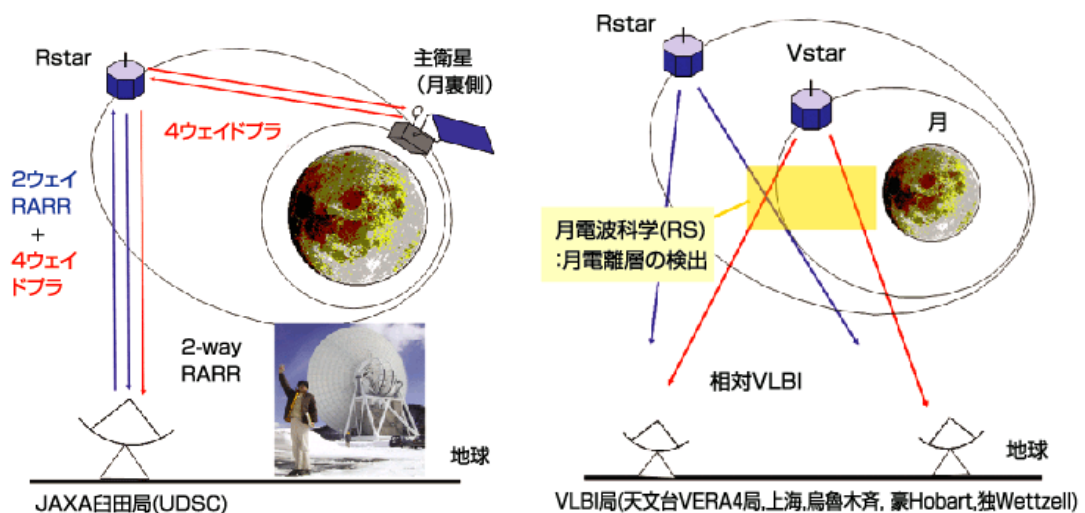 Rstar
主衛星
(月裏側)
4ウェイドプラ
2ウェイ
RARR
+
4ウェイ
ドプラ
2-way
RARR
地球
JAXA臼田局(UDSC)
Rstar
Vstar
月
月電波科学(RS)
:月電離層の検出
相対VLBI
地球
VLBI局(天文台VERA4局,上海,烏魯木斉, 豪Hobart,独Wettzell)